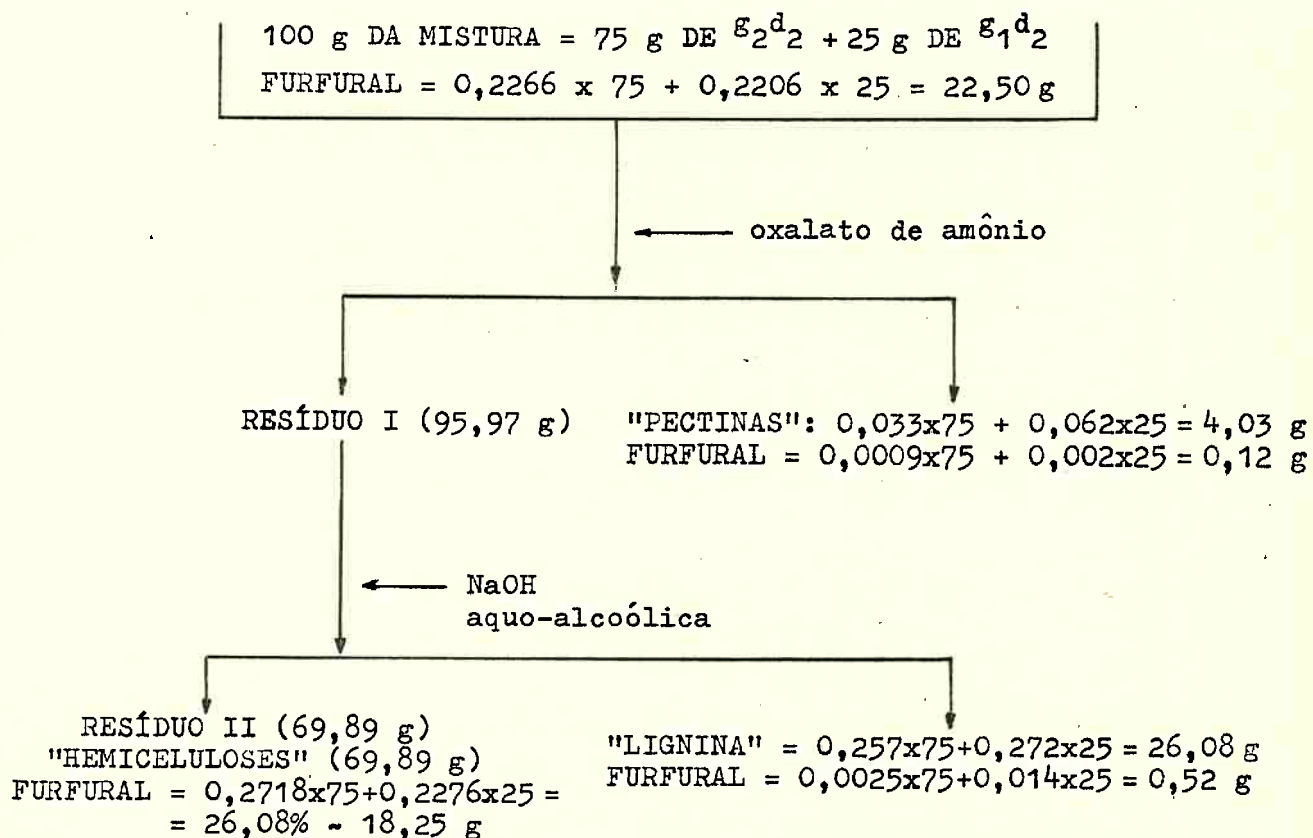 100 g DA MISTURA = 75 g DE g₂d₂ + 25 g DE g₁d₂
FURFURAL = 0,2266 x 75 + 0,2206 x 25 = 22,50 g
oxalato de amônio
RESÍDUO I (95,97 g)
"PECTINAS": 0,033x75 + 0,062x25 = 4,03 g
FURFURAL = 0,0009x75 + 0,002x25 = 0,12 g
NaOH
aquo-alcoólica
RESÍDUO II (69,89 g)
"HEMICELULOSES" (69,89 g)
FURFURAL = 0,2718x75+0,2276x25 =
= 26,08% ~ 18,25 g
"LIGNINA" = 0,257x75+0,272x25 = 26,08 g
FURFURAL = 0,0025x75+0,014x25 = 0,52 g